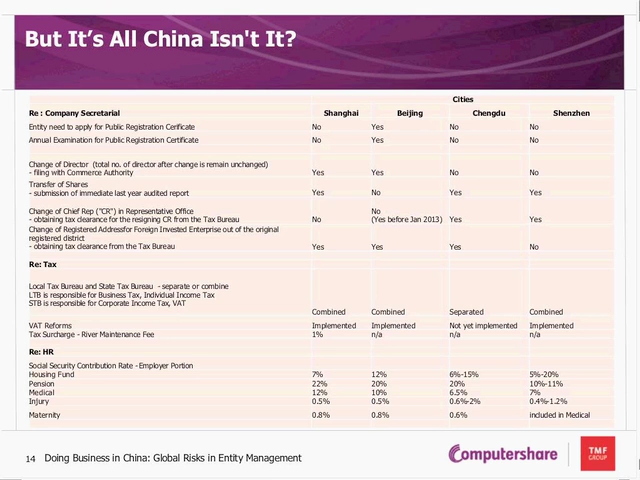 But It's All China Isn't It?
Cities
Re : Company Secretarial Shanghai Beijing Chengdu Shenzhen
Entity need to apply for Public Registration Cerificate No Yes No No
Annual Examination for Public Registration Certificate No Yes No No
Change of Director (total no. of director after change is remain unchanged)
- filing with Commerce Authority Yes Yes No No
Transfer of Shares
- submission of immediate last year audited report Yes No Yes Yes
Change of Chief Rep ("CR") in Representative Office No
- obtaining tax clearance for the resigning CR from the Tax Bureau No (Yes before Jan 2013) Yes Yes
Change of Registered Addressfor Foreign Invested Enterprise out of the original
registered district
- obtaining tax clearance from the Tax Bureau Yes Yes Yes No
Re: Tax
Local Tax Bureau and State Tax Bureau - separate or combine
LTB is responsible for Business Tax, Individual Income Tax
STB is responsible for Corporate Income Tax, VAT
Combined Combined Separated Combined
VAT Reforms Implemented Implemented Not yet implemented Implemented
Tax Surcharge - River Maintenance Fee 1% n/a n/a n/a
Re: HR
Social Security Contribution Rate - Employer Portion
Housing Fund 7% 12% 6%-15% 5%-20%
Pension 22% 20% 20% 10%-11%
Medical 12% 10% 6.5% 7%
Injury 0.5% 0.5% 0.6%-2% 0.4%-1.2%
Maternity 0.8% 0.8% 0.6% included in Medical
14 Doing Business in China: Global Risks in Entity Management
Computershare
TMF
GROUP